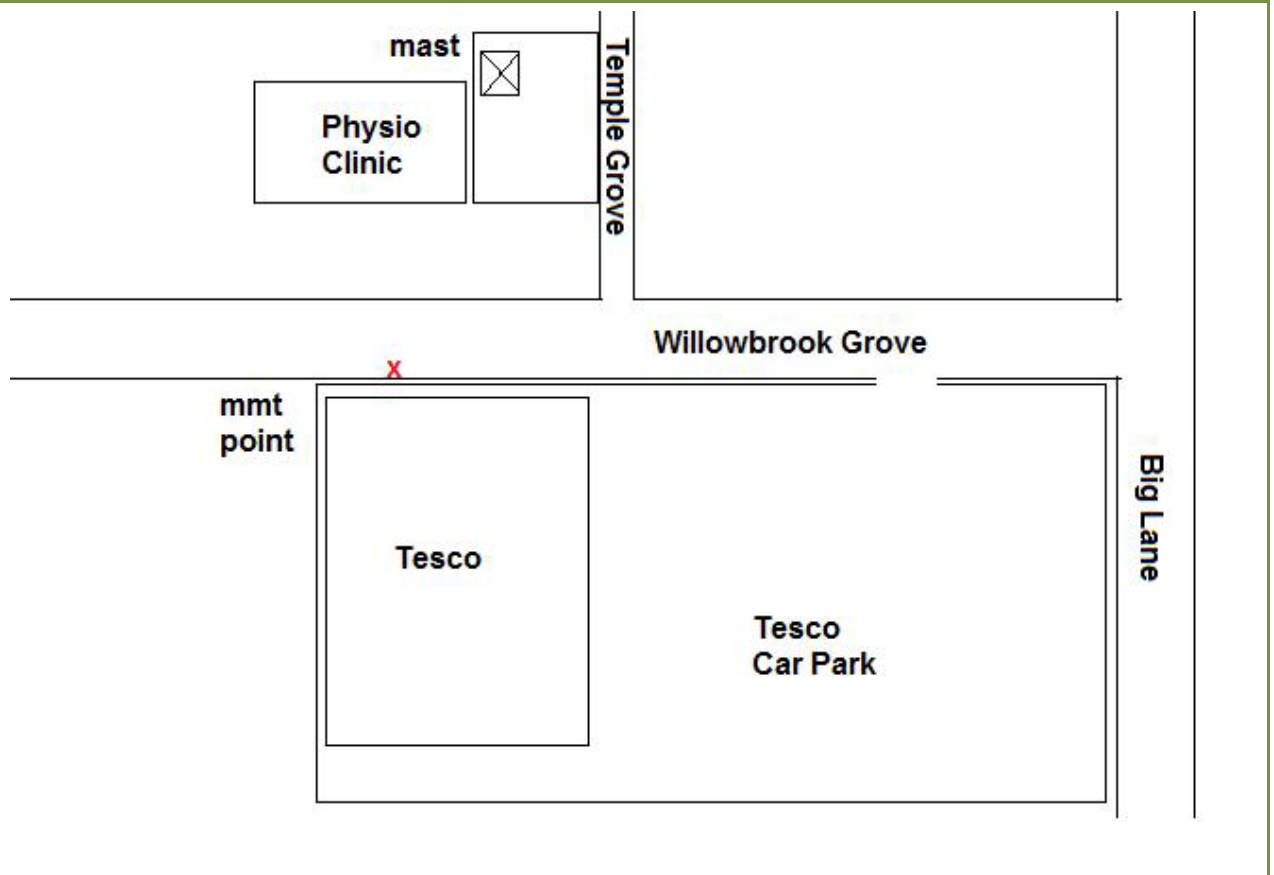 mast
Physio
Clinic
Temple Grove
Willowbrook Grove
X
mmt
point
Big Lane
Tesco
Tesco
Car Park